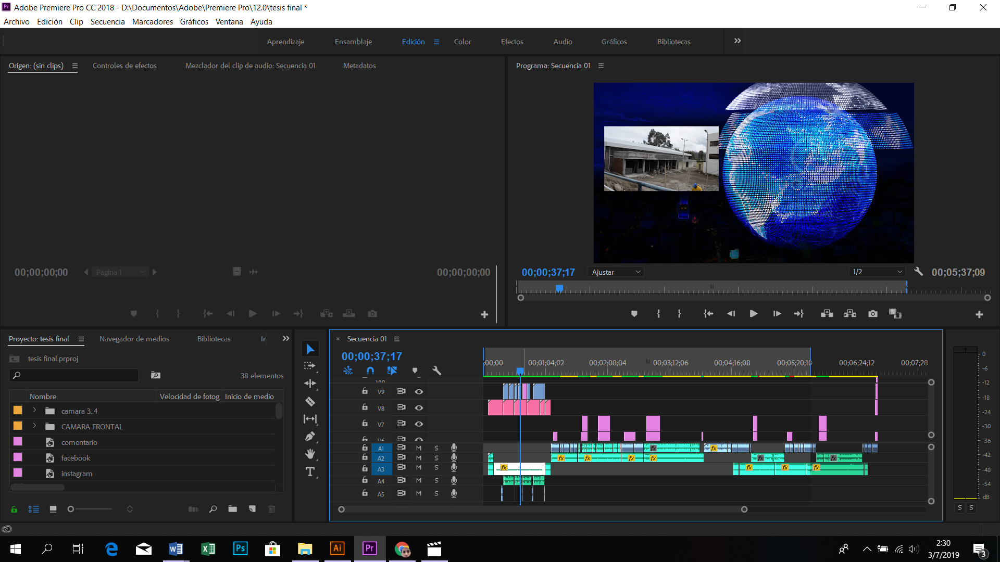 Adobe Premiere Pro CC 2018 - D:\Documentos\Adobe\Premiere Pro\12.0\tesis final *
Archivo Edición Clip Secuencia Marcadores Gráficos Ventana Ayuda
Aprendizaje Ensamblaje Edición Color Efectos Audio Gráficos Bibliotecas
Origen: (sin clips) Controles de efectos Mezclador del clip de audio: Secuencia 01 Metadatos
Programa: Secuencia 01
00;00;00;00 Página 1 00;00;00;00
00;00;37;17 Ajustar 1/2 00;05;37;09
Proyecto: tesis final Navegador de medios Bibliotecas Ir
tesis final.prproj
38 elementos
Nombre Velocidad de fotog Inicio de medio
camara 3..4
CAMARA FRONTAL
comentario
facebook
instagram
Secuencia 01
00;00;37;17
;00;00 00;01;04;02 00;02;08;04 00;03;12;06 00;04;16;08 00;05;20;10 00;06;24;12 00;07;28
V10
V9
V8
V7
V6
A1 M S
A2 M S
A3 M S
A4 M S
A5 M S
fx
fx
fx fx fx fx fx
fx fx fx fx
0
-6
-12
-18
-24
-30
-36
-42
-48
-54
dB
S S
Ps Ai Pr
2:30
3/7/2019
3